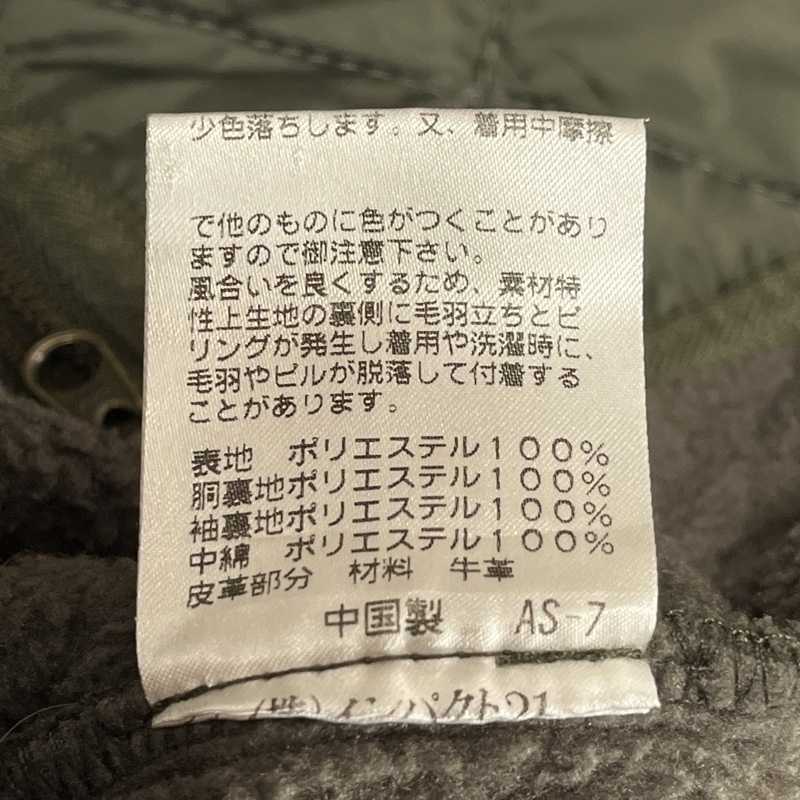 少色落ちします。又、着用中摩擦
で他のものに色がつくことがあり
ますので御注意下さい。
風合いを良くするため、素材特
性上生地の裏側に毛羽立ちとピ
リングが発生し着用や洗濯時に、
毛羽やピルが脱落して付着する
ことがあります。
表地　ポリエステル１００％
胴裏地ポリエステル１００％
袖裏地ポリエステル１００％
中綿　ポリエステル１００％
皮革部分　材料　牛革
中国製　AS-7
(株)インパクト21